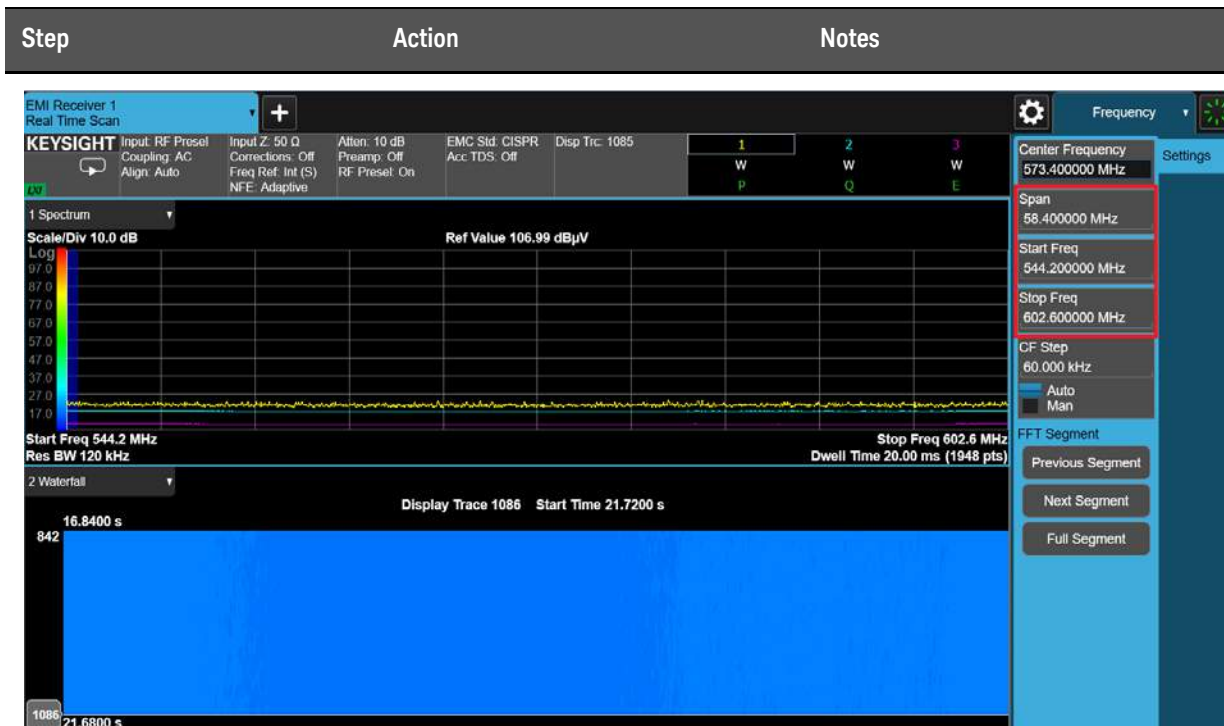 Step Action Notes
EMI Receiver 1
Real Time Scan
+
Frequency
KEYSIGHT
Input: RF Presel
Coupling: AC
Align: Auto
Input Z: 50 Ω
Corrections: Off
Freq Ref: Int (S)
NFE: Adaptive
Atten: 10 dB
Preamp: Off
RF Presel: On
EMC Std: CISPR
Acc TDS: Off
Disp Trc: 1085
1 2 3
W W W
P Q E
LXI
Center Frequency
573.400000 MHz
Settings
Span
58.400000 MHz
Start Freq
544.200000 MHz
Stop Freq
602.600000 MHz
CF Step
60.000 kHz
Auto
Man
FFT Segment
Previous Segment
Next Segment
Full Segment
1 Spectrum
Scale/Div 10.0 dB
Ref Value 106.99 dBµV
Log
97.0
87.0
77.0
67.0
57.0
47.0
37.0
27.0
17.0
Start Freq 544.2 MHz
Stop Freq 602.6 MHz
Res BW 120 kHz
Dwell Time 20.00 ms (1948 pts)
2 Waterfall
Display Trace 1086 Start Time 21.7200 s
16.8400 s
842
1086
21.6800 s